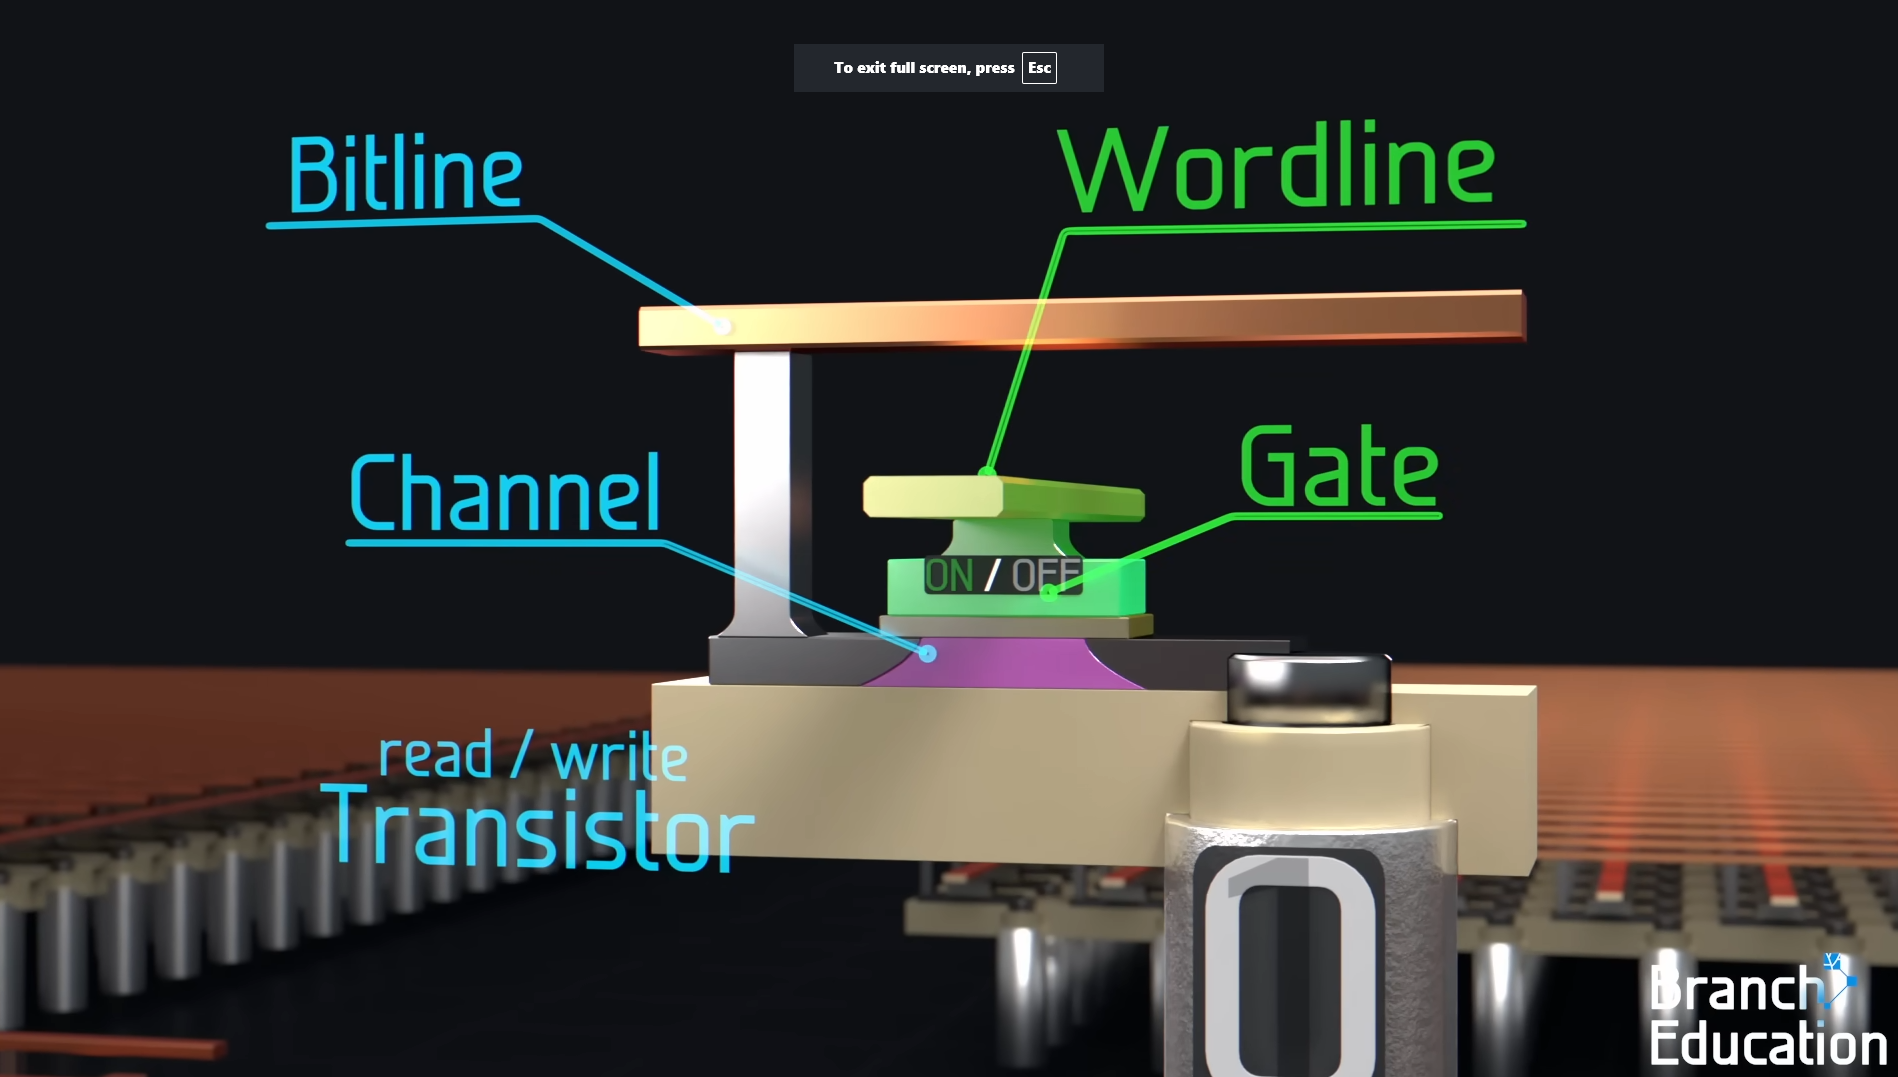 To exit full screen, press Esc
Bitline
Wordline
Channel
Gate
ON / OFF
read / write
Transistor
0
Branch
Education